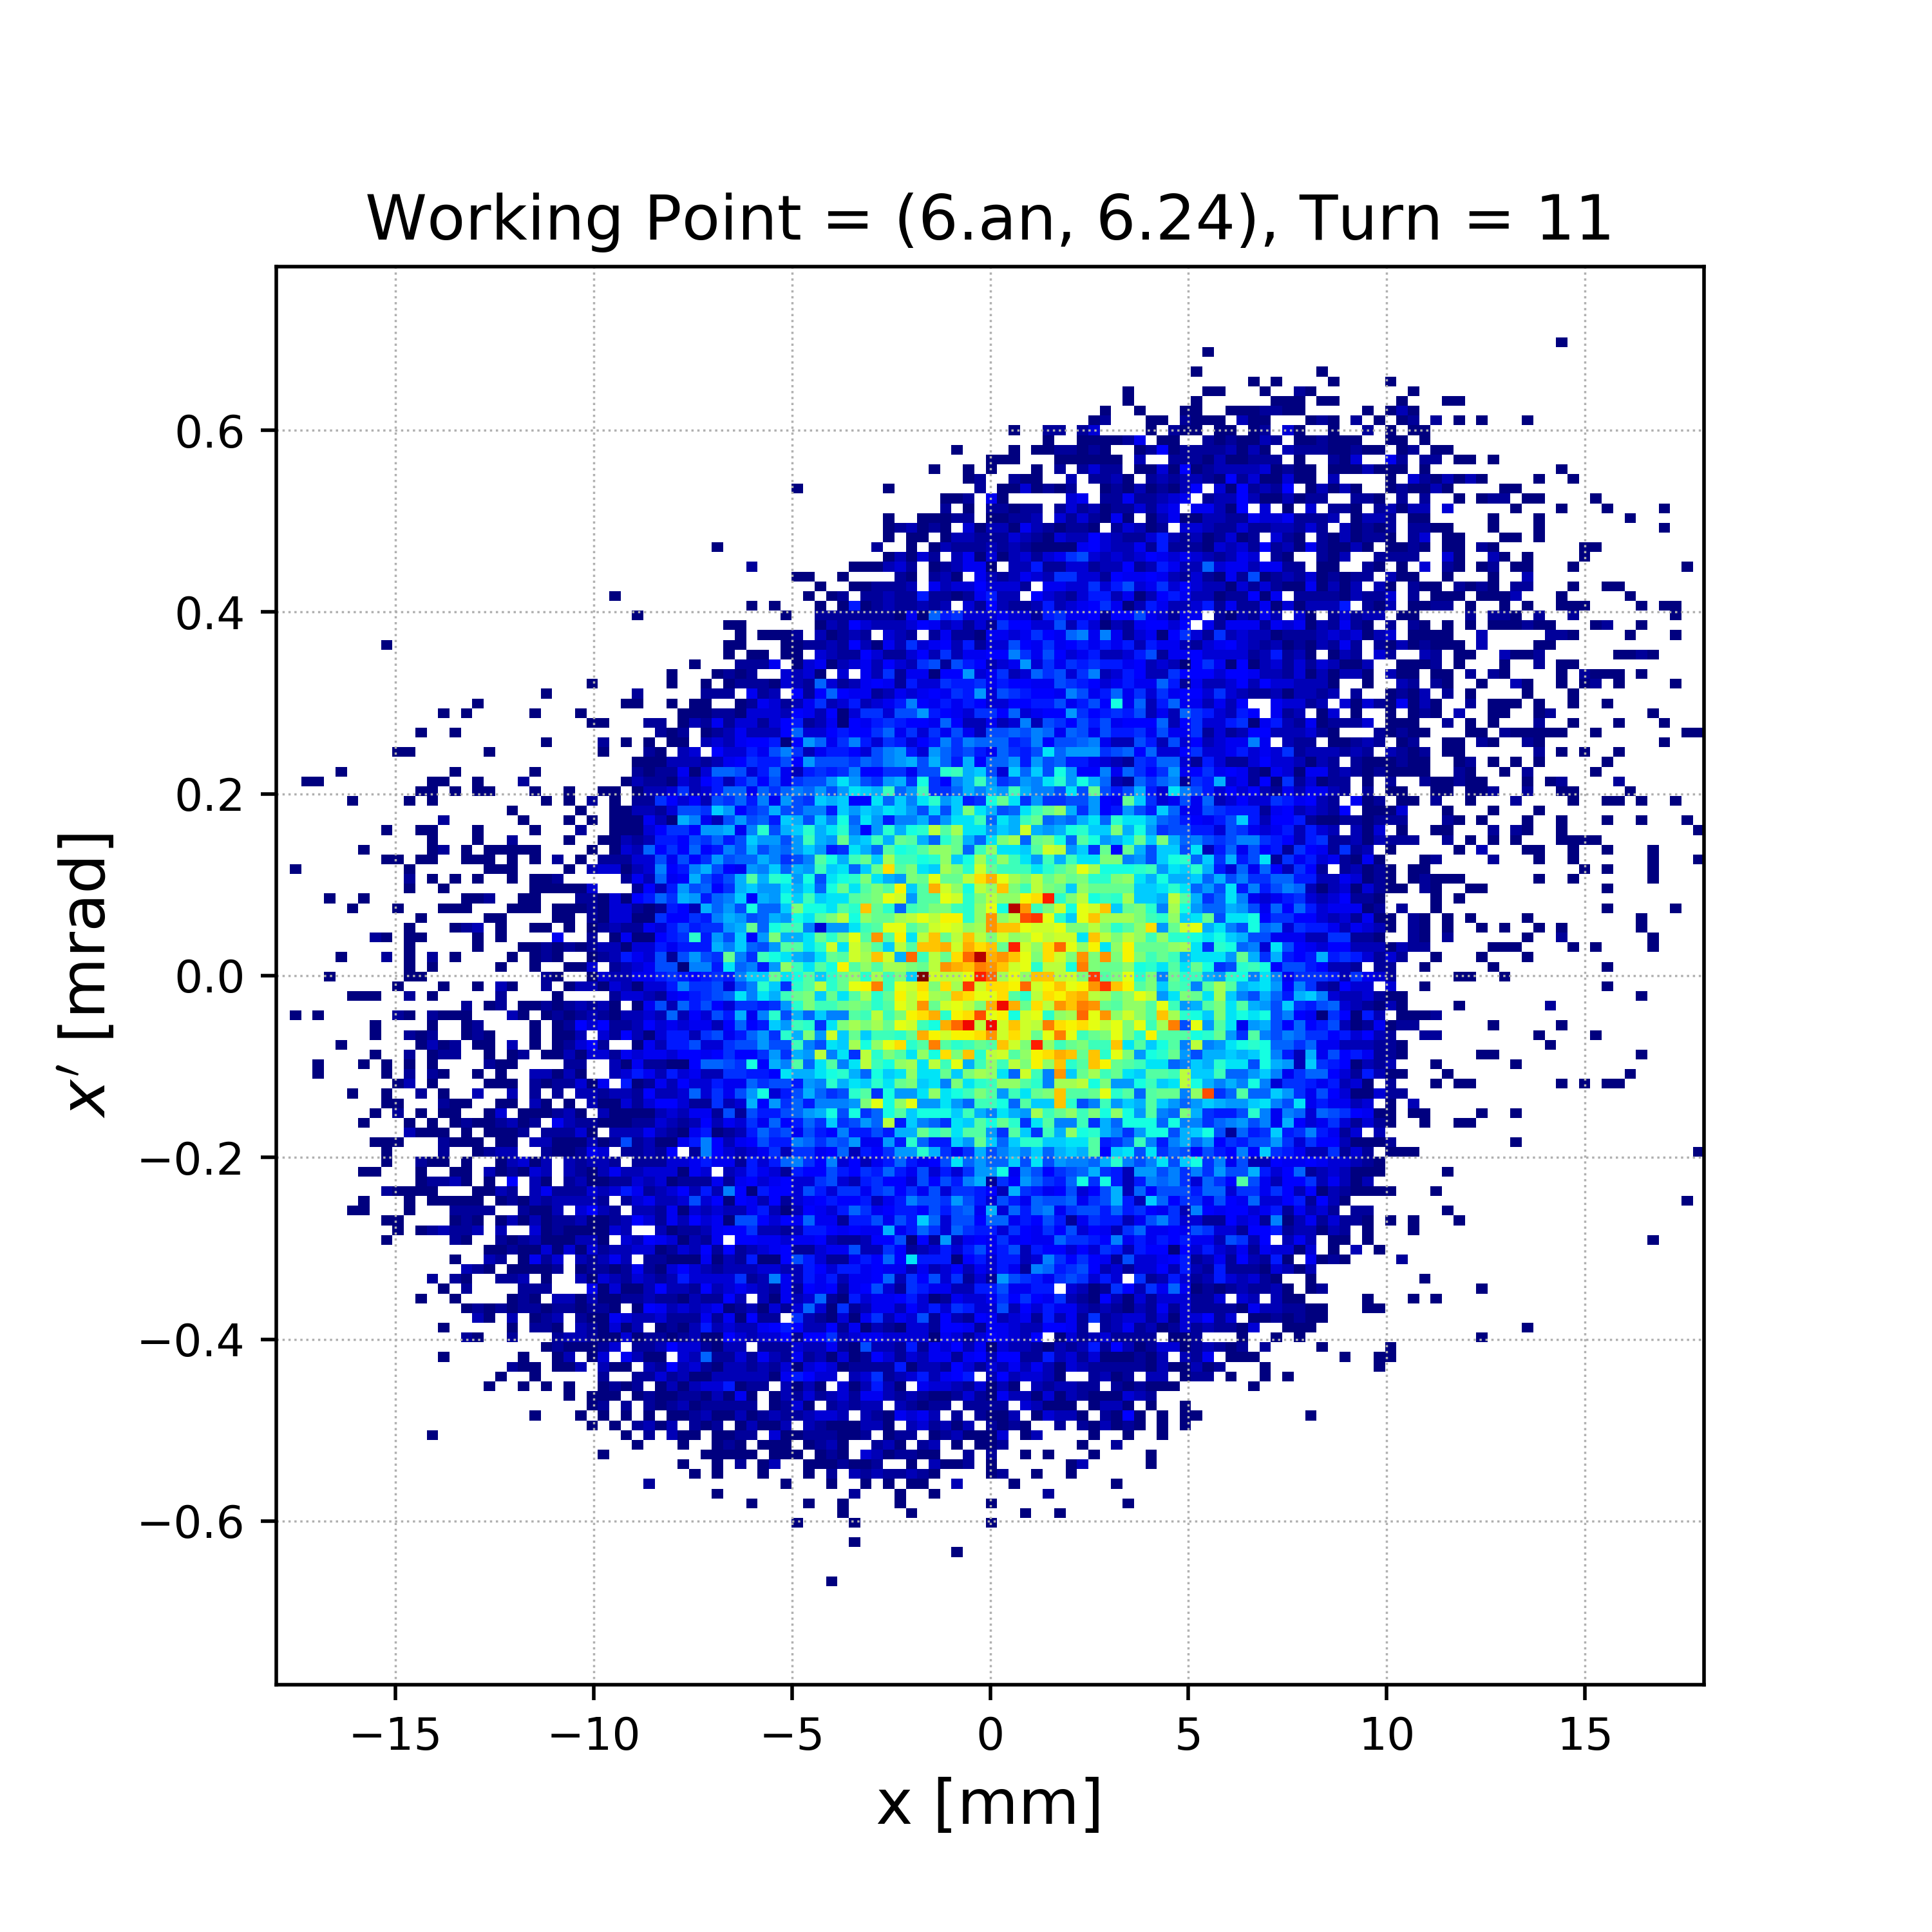 Working Point = (6.an, 6.24), Turn = 11
0.6
0.4
0.2
0.0
−0.2
−0.4
−0.6
x′ [mrad]
−15 −10 −5 0 5 10 15
x [mm]